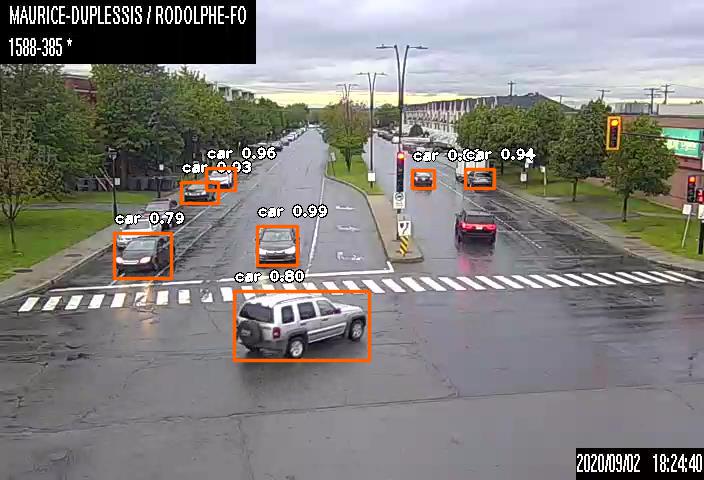 MAURICE-DUPLESSIS / RODOLPHE-FO
1588-385 *
car 0.96
car 0.93
car 0.94
car 0.79
car 0.99
car 0.80
2020/09/02 18:24:40